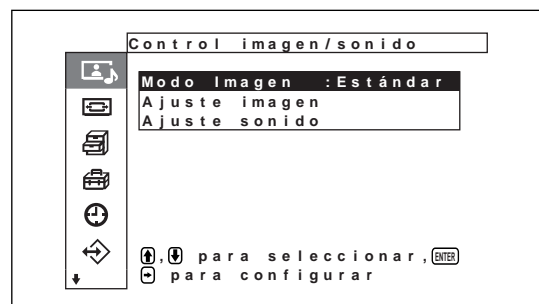 Control imagen/sonido
Modo Imagen :Estándar
Ajuste imagen
Ajuste sonido
, para seleccionar, ENTER
para configurar